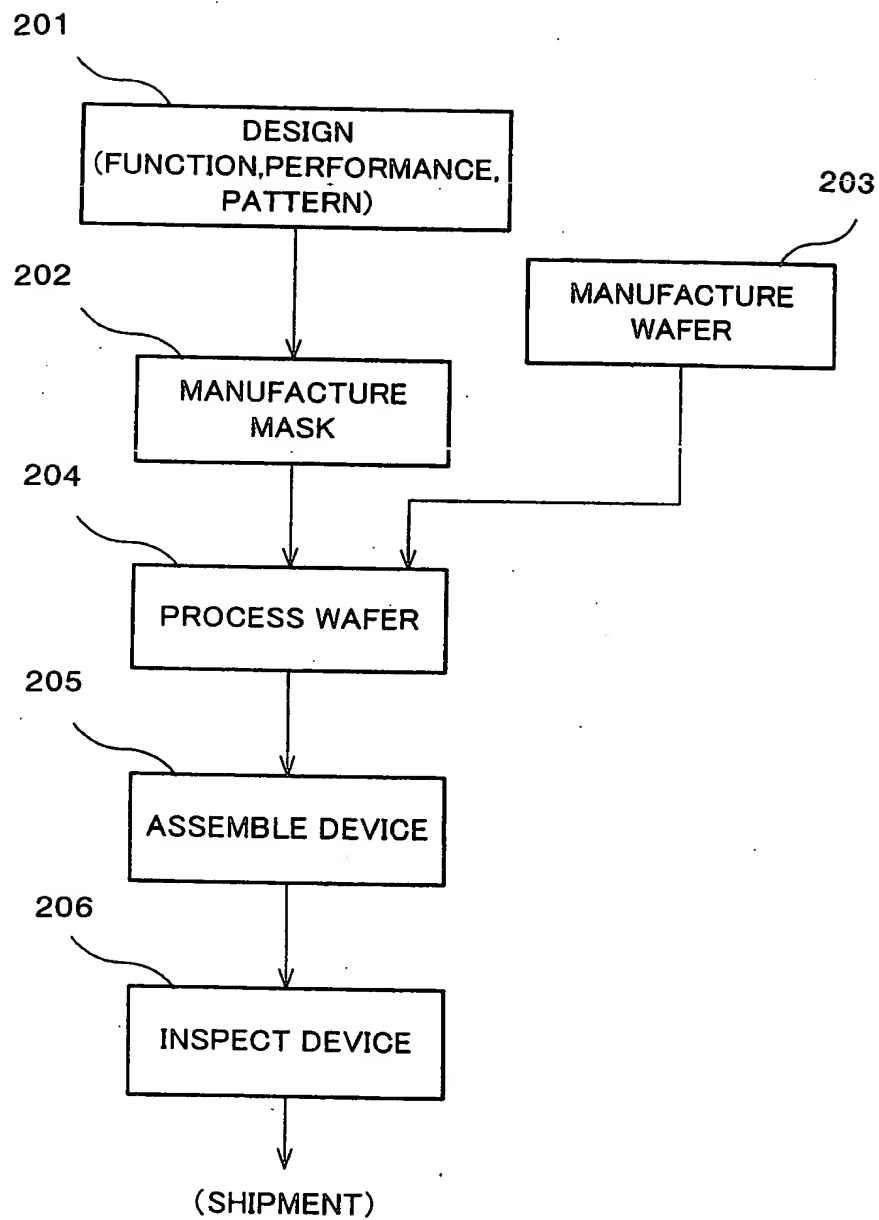 201
DESIGN
(FUNCTION,PERFORMANCE,
PATTERN)
203
202
MANUFACTURE
WAFER
MANUFACTURE
MASK
204
PROCESS WAFER
205
ASSEMBLE DEVICE
206
INSPECT DEVICE
(SHIPMENT)